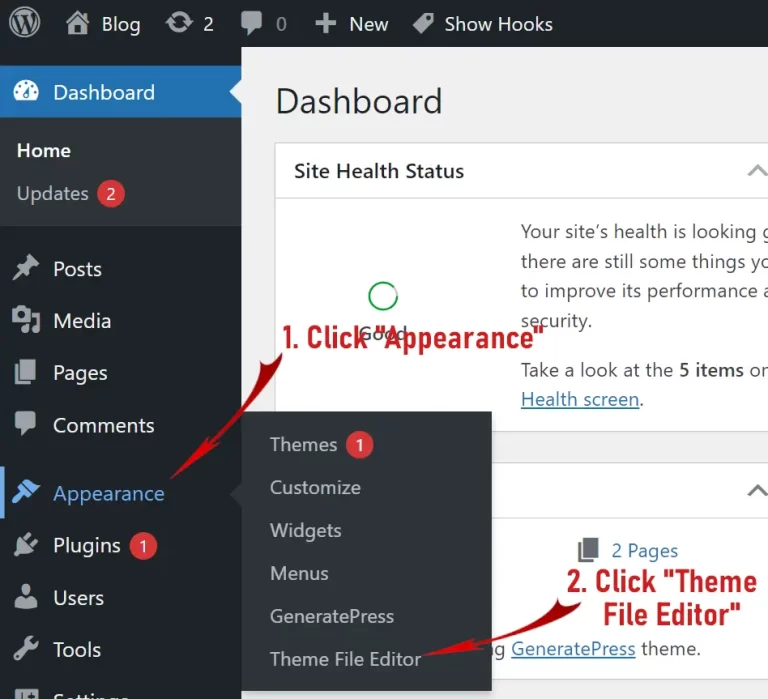 Blog 2 0 New Show Hooks
Dashboard
Home
Updates 2
Posts
Media
Pages
Comments
Appearance
Plugins 1
Users
Tools
Settings
Dashboard
Site Health Status
Your site's health is looking
there are still some things
to improve its performance
security.
Good
Take a look at the 5 items
Health screen.
1. Click "Appearance"
Themes 1
Customize
Widgets
Menus
GeneratePress
Theme File Editor
2 Pages
2. Click "Theme
File Editor"
GeneratePress theme.